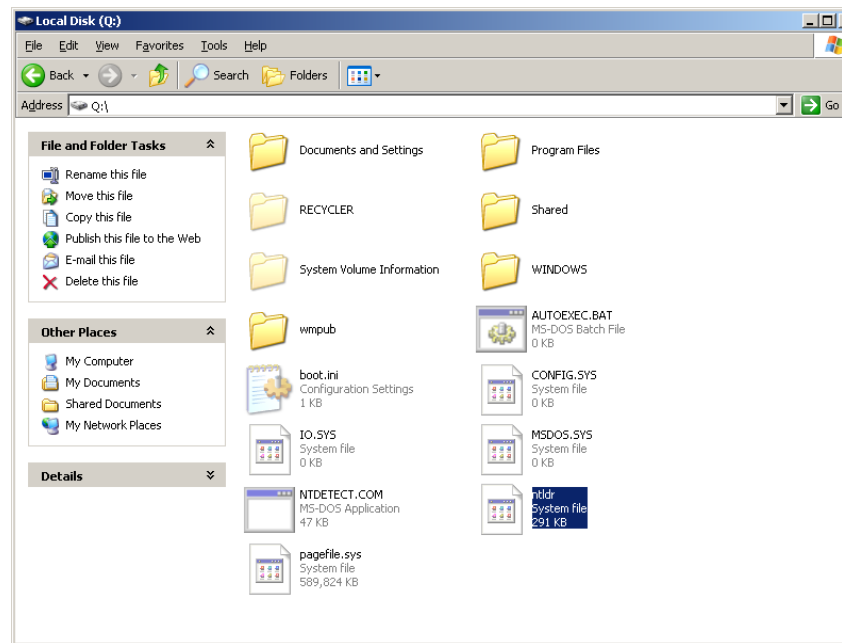 Local Disk (Q:)
File Edit View Favorites Tools Help
Back Search Folders
Address Q:\ Go
File and Folder Tasks
Rename this file
Move this file
Copy this file
Publish this file to the Web
E-mail this file
Delete this file
Other Places
My Computer
My Documents
Shared Documents
My Network Places
Details
Documents and Settings
Program Files
RECYCLER
Shared
System Volume Information
WINDOWS
wmpub
AUTOEXEC.BAT
MS-DOS Batch File
0 KB
boot.ini
Configuration Settings
1 KB
CONFIG.SYS
System file
0 KB
IO.SYS
System file
0 KB
MSDOS.SYS
System file
0 KB
NTDETECT.COM
MS-DOS Application
47 KB
ntldr
System file
291 KB
pagefile.sys
System file
589,824 KB